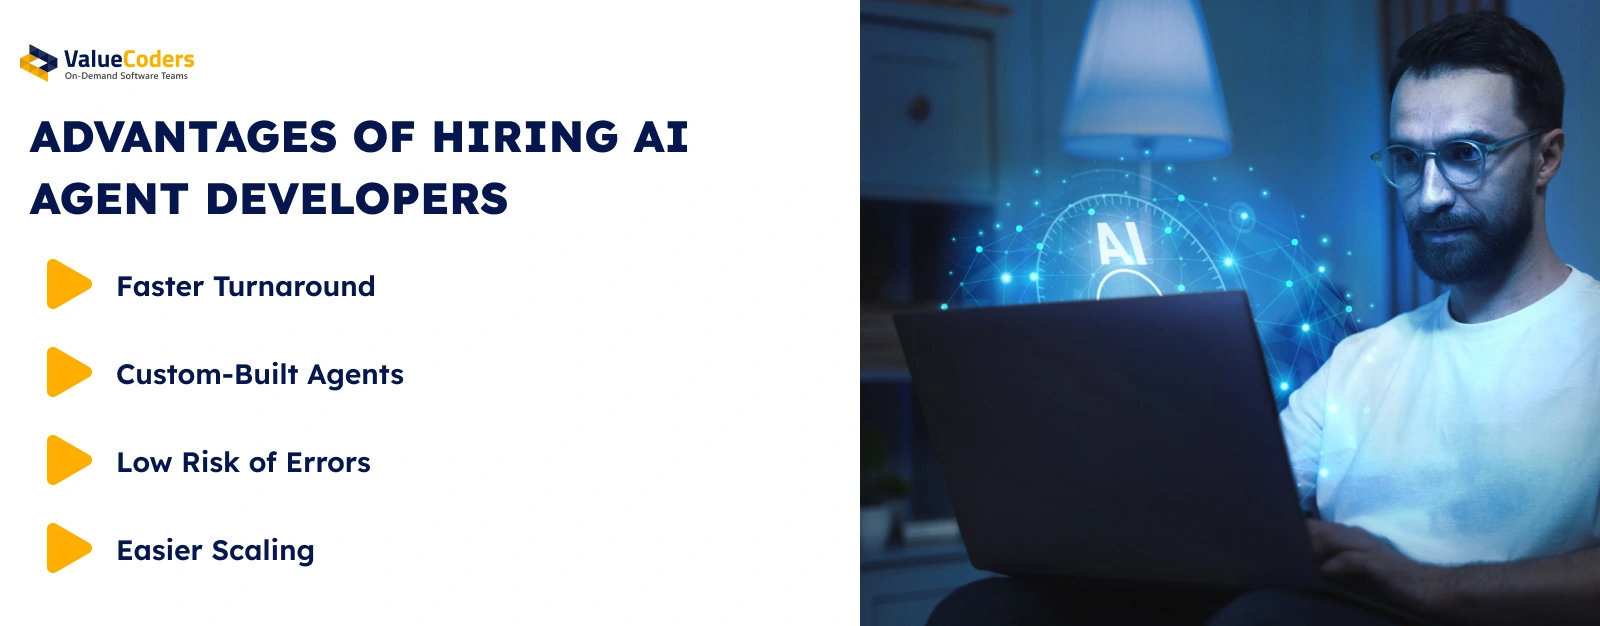 ValueCoders
On-Demand Software Teams
ADVANTAGES OF HIRING AI
AGENT DEVELOPERS
Faster Turnaround
Custom-Built Agents
Low Risk of Errors
Easier Scaling
AI